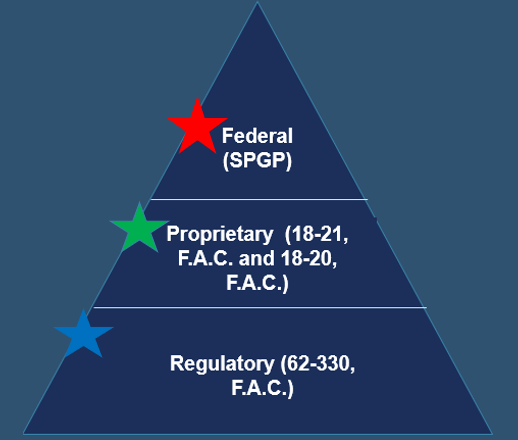 Federal
(SPGP)
Proprietary  (18-21,
F.A.C. and 18-20,
F.A.C.)
Regulatory (62-330,
F.A.C.)